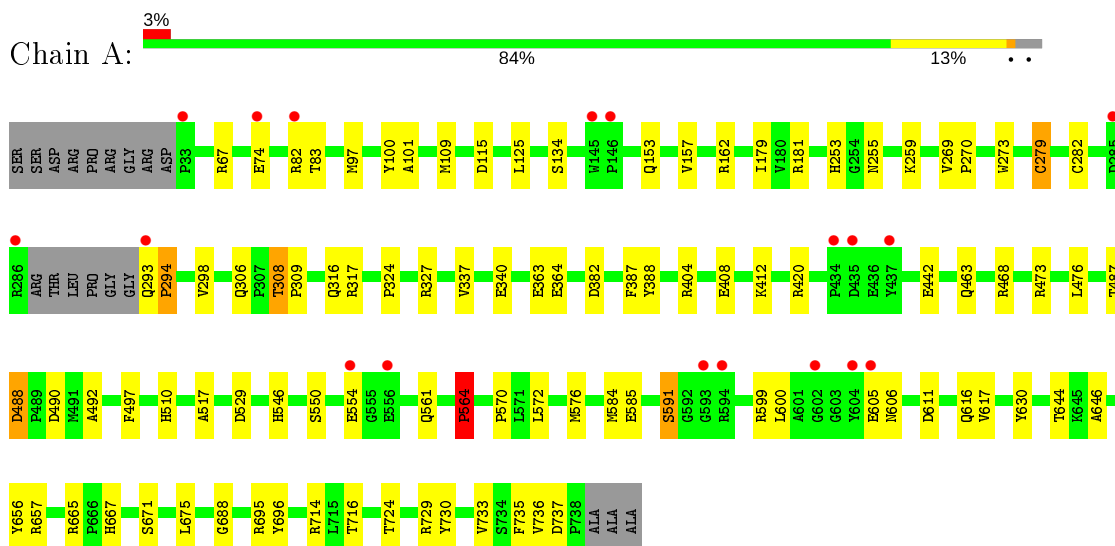 3%
Chain A:
84% 13%
SER SER ASP ARG PRO ARG GLY ARG ASP P33 R67 E74 R82 T83 M97 Y100 A101 M109 D115 L125 S134 W145 P146 Q153 V157 R162 I179 V180 R181 H253 G254 N255 K259 V269 P270 W273 C279 C282
R286 ARG THR LEU PRO GLY GLY Q293 P294 V298 Q306 P307 T308 P309 Q316 R317 P324 R327 V337 E340 E363 E364 D382 F387 Y388 R404 E408 K412 R420 P434 D435 E436 Y437 E442 Q463 R468 R473 L476 T487
D488 P489 D490 M491 A492 F497 H510 A517 D529 H546 S550 E554 G555 E556 Q561 P564 P570 L571 L572 M576 M584 E585 S591 G592 G593 R594 R599 L600 A601 G602 G603 Y604 E605 N606 D611 Q616 V617 Y630 T644 K645 A646
Y656 R657 R665 P666 H667 S671 L675 G688 R695 Y696 R714 L715 T716 T724 R729 Y730 V733 S734 F735 V736 D737 P738 ALA ALA ALA